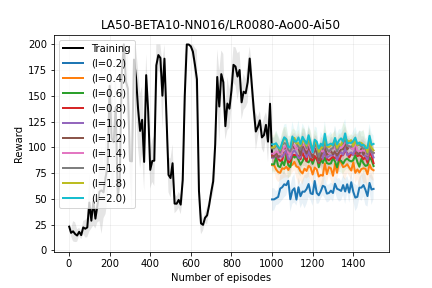 LA50-BETA10-NN016/LR0080-Ao00-Ai50
200
175
150
125
100
75
50
25
0
Reward
Training
(l=0.2)
(l=0.4)
(l=0.6)
(l=0.8)
(l=1.0)
(l=1.2)
(l=1.4)
(l=1.6)
(l=1.8)
(l=2.0)
0 200 400 600 800 1000 1200 1400
Number of episodes